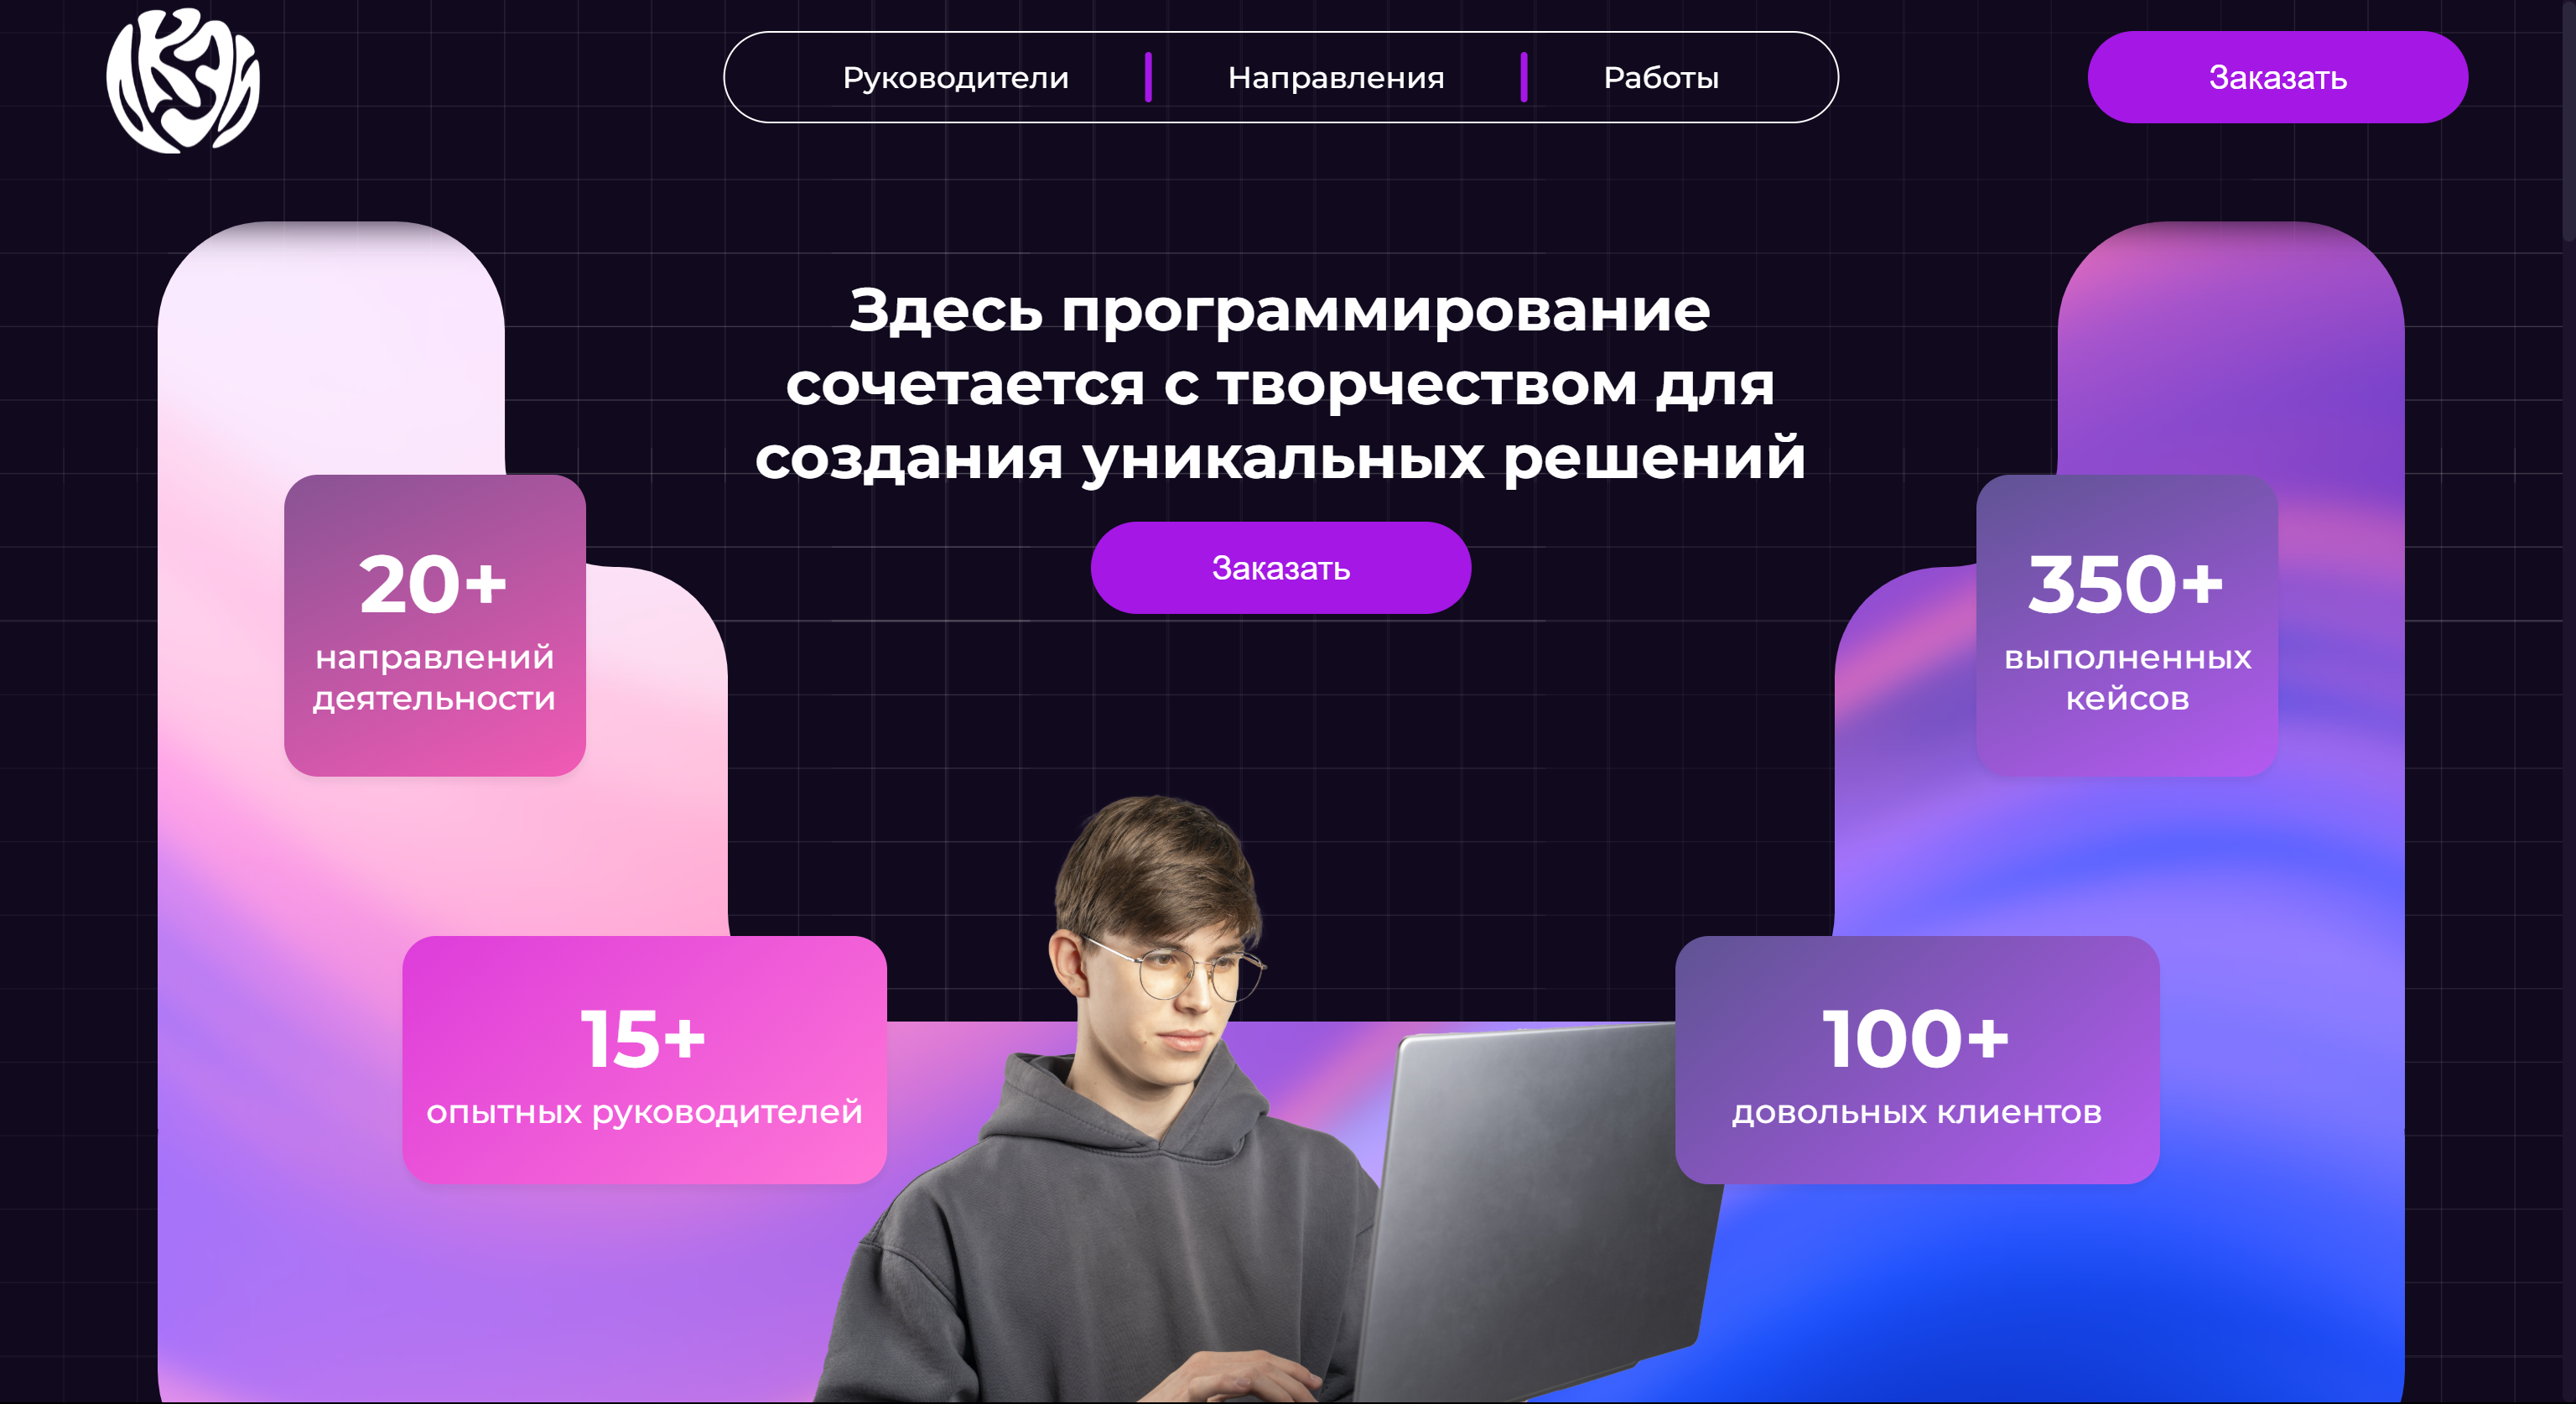 Руководители
Направления
Работы
Заказать
Здесь программирование
сочетается с творчеством для
создания уникальных решений
Заказать
20+
направлений
деятельности
350+
выполненных
кейсов
15+
опытных руководителей
100+
довольных клиентов